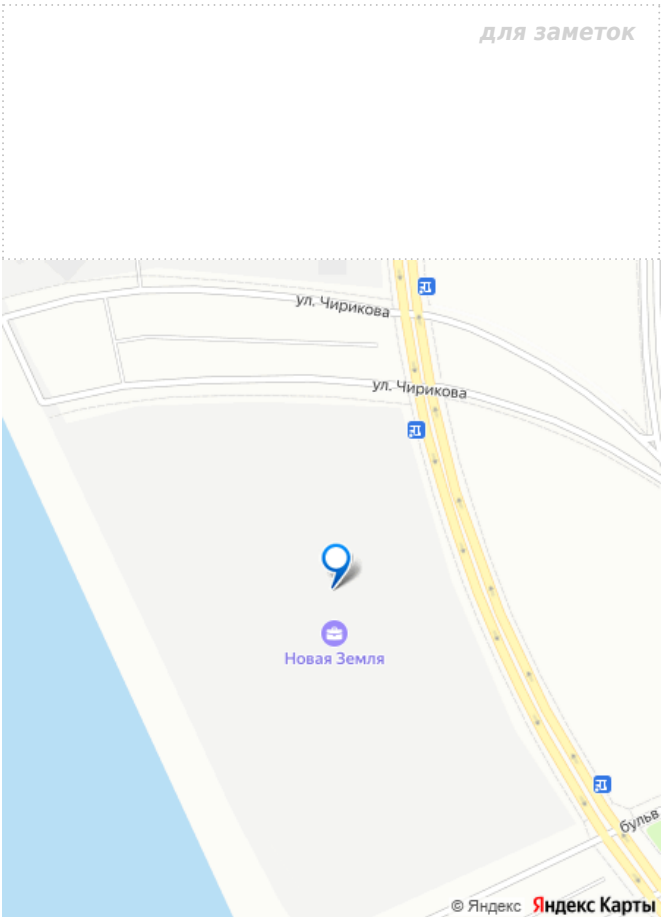 для заметок
ул. Чирикова
ул. Чирикова
Новая Земля
бульв
© Яндекс Яндекс Карты